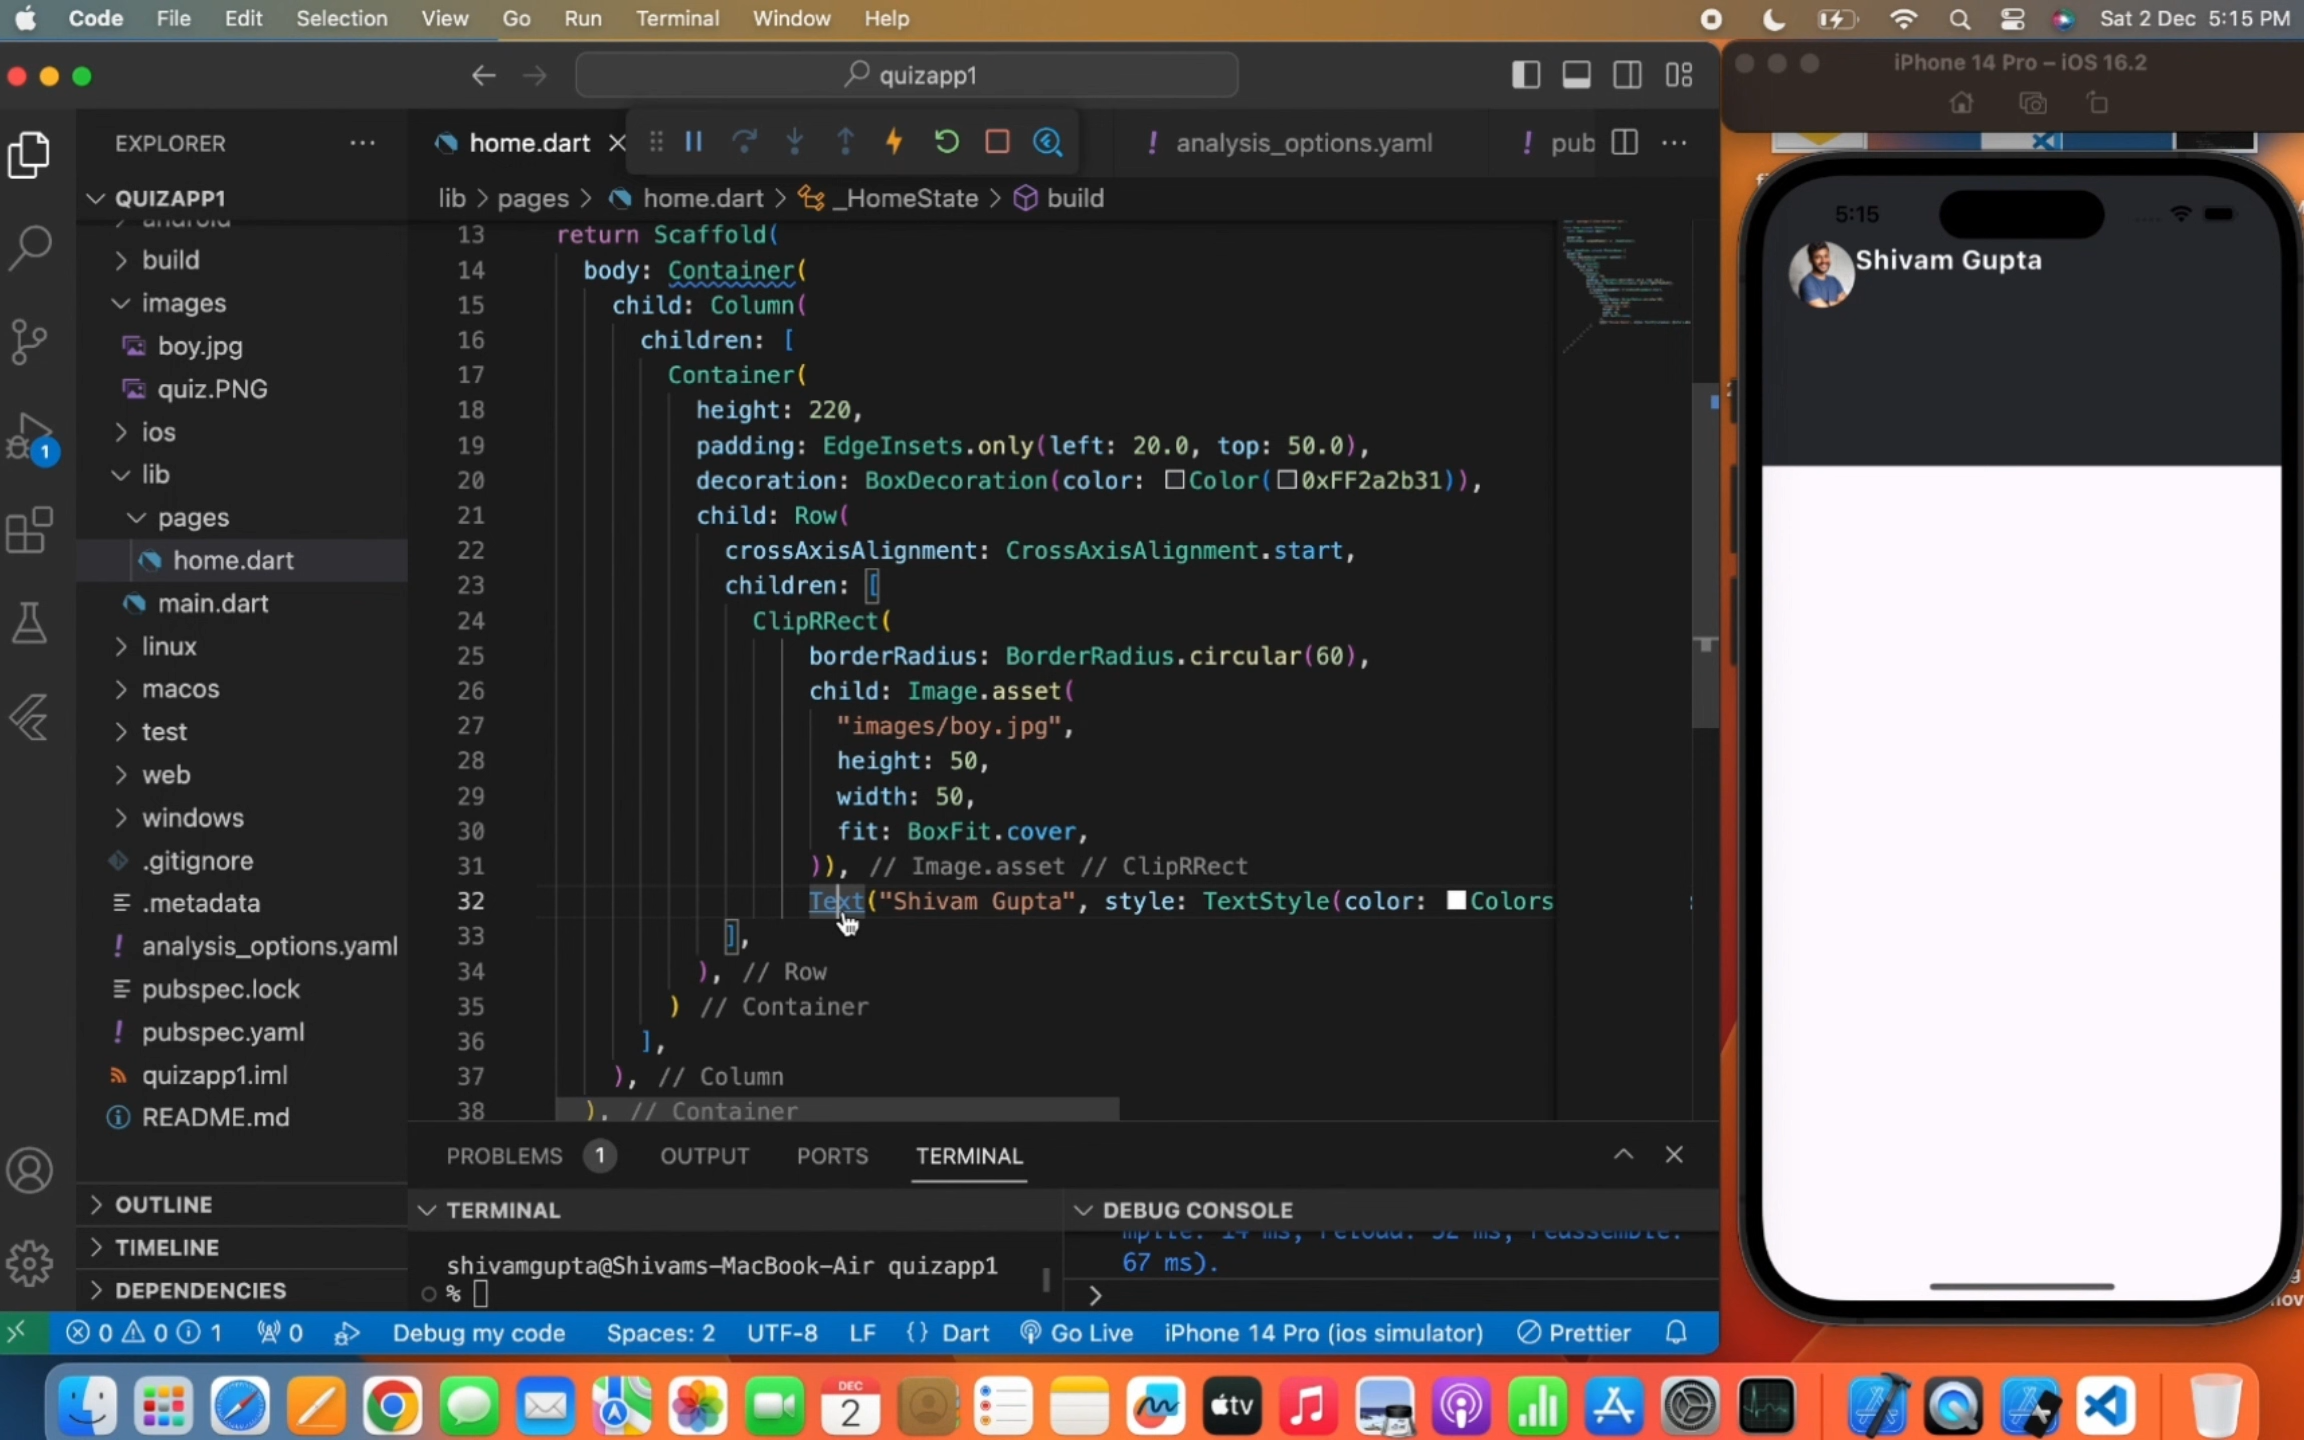 Code File Edit Selection View Go Run Terminal Window Help Sat 2 Dec 5:15 PM
quizapp1
EXPLORER
home.dart
analysis_options.yaml
pub
QUIZAPP1
lib > pages > home.dart > _HomeState > build
android
build
images
boy.jpg
quiz.PNG
ios
1
lib
pages
home.dart
main.dart
linux
macos
test
web
windows
.gitignore
.metadata
analysis_options.yaml
pubspec.lock
pubspec.yaml
quizapp1.iml
README.md
OUTLINE
TIMELINE
DEPENDENCIES
13 return Scaffold(
14 body: Container(
15 child: Column(
16 children: [
17 Container(
18 height: 220,
19 padding: EdgeInsets.only(left: 20.0, top: 50.0),
20 decoration: BoxDecoration(color: Color(0xFF2a2b31)),
21 child: Row(
22 crossAxisAlignment: CrossAxisAlignment.start,
23 children: [
24 ClipRRect(
25 borderRadius: BorderRadius.circular(60),
26 child: Image.asset(
27 "images/boy.jpg",
28 height: 50,
29 width: 50,
30 fit: BoxFit.cover,
31 )), // Image.asset // ClipRRect
32 Text("Shivam Gupta", style: TextStyle(color: Colors
33 ],
34 ), // Row
35 ) // Container
36 ],
37 ), // Column
38 ), // Container
PROBLEMS 1 OUTPUT PORTS TERMINAL
TERMINAL
shivamgupta@Shivams-MacBook-Air quizapp1
%
DEBUG CONSOLE
mpile: 14 ms, reload: 52 ms, reassemble:
67 ms).
>
0 0 1 0 Debug my code Spaces: 2 UTF-8 LF {} Dart Go Live iPhone 14 Pro (ios simulator) Prettier
iPhone 14 Pro – iOS 16.2
5:15
Shivam Gupta
DEC
2
tv